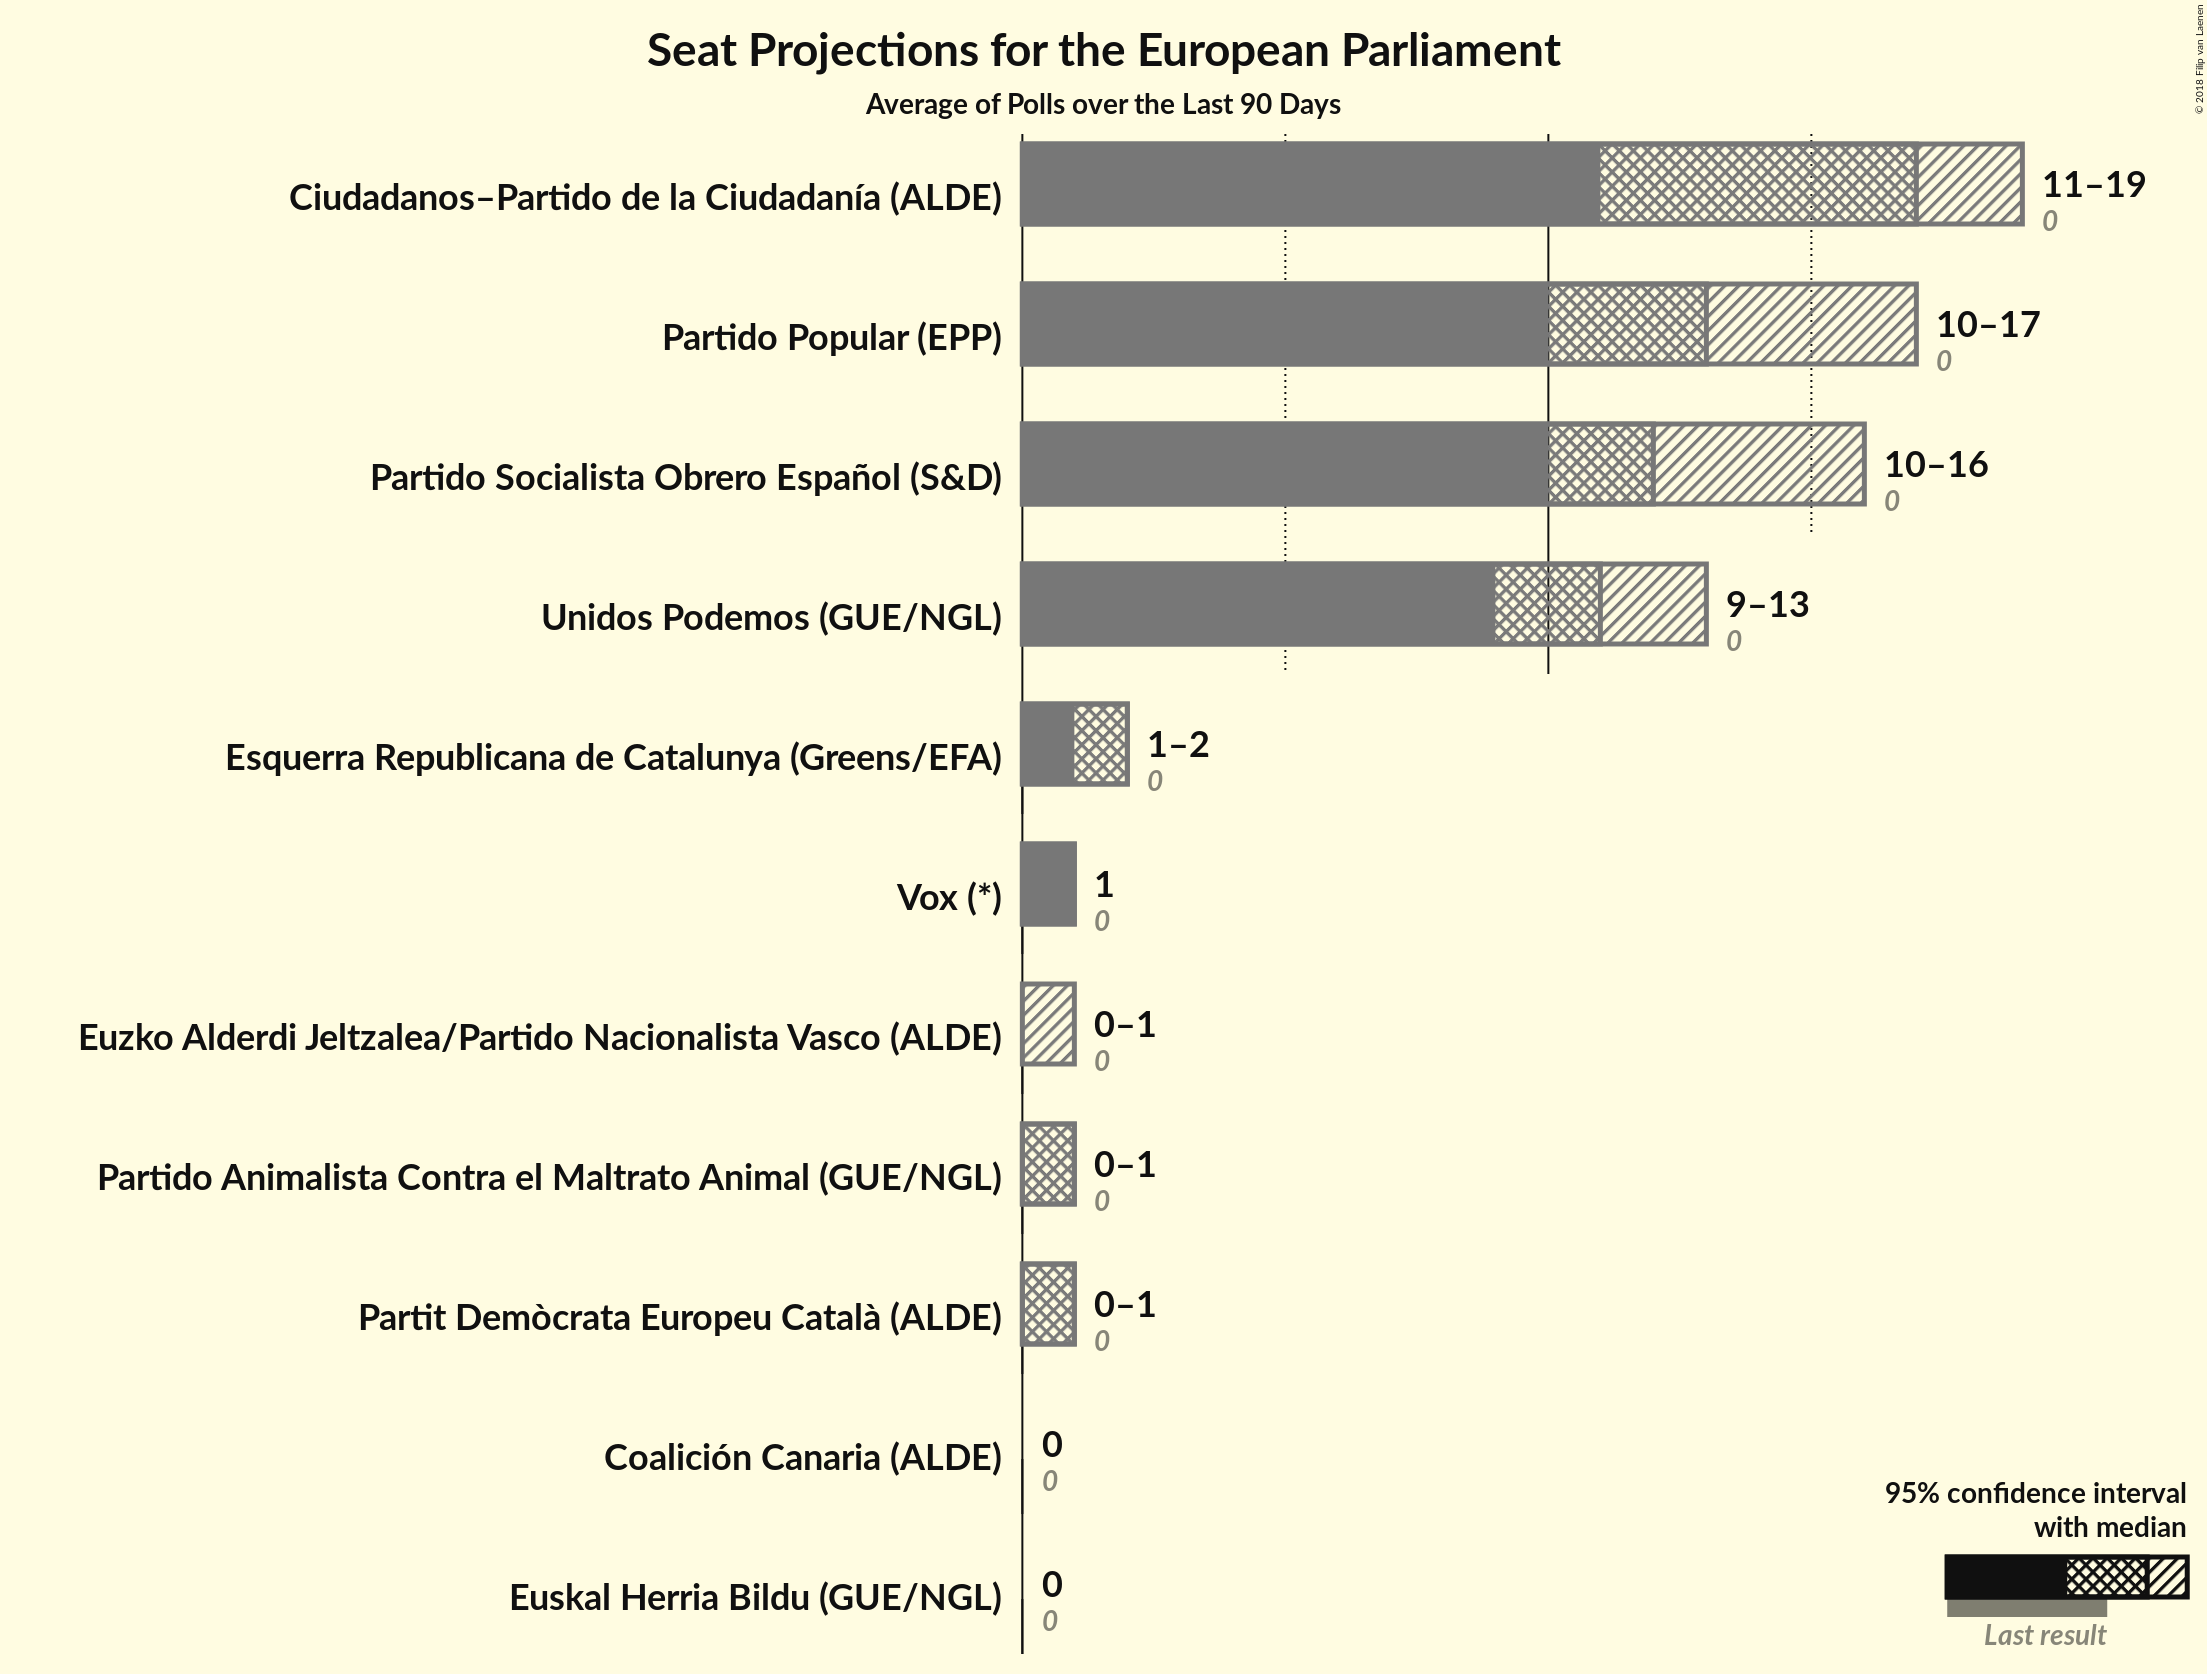 Seat Projections for the European Parliament
Average of Polls over the Last 90 Days
© 2018 Filip van Laenen
Ciudadanos–Partido de la Ciudadanía (ALDE)
11–19
0
Partido Popular (EPP)
10–17
0
Partido Socialista Obrero Español (S&D)
10–16
0
Unidos Podemos (GUE/NGL)
9–13
0
Esquerra Republicana de Catalunya (Greens/EFA)
1–2
0
Vox (*)
1
0
Euzko Alderdi Jeltzalea/Partido Nacionalista Vasco (ALDE)
0–1
0
Partido Animalista Contra el Maltrato Animal (GUE/NGL)
0–1
0
Partit Demòcrata Europeu Català (ALDE)
0–1
0
Coalición Canaria (ALDE)
0
0
Euskal Herria Bildu (GUE/NGL)
0
0
95% confidence interval
with median
Last result